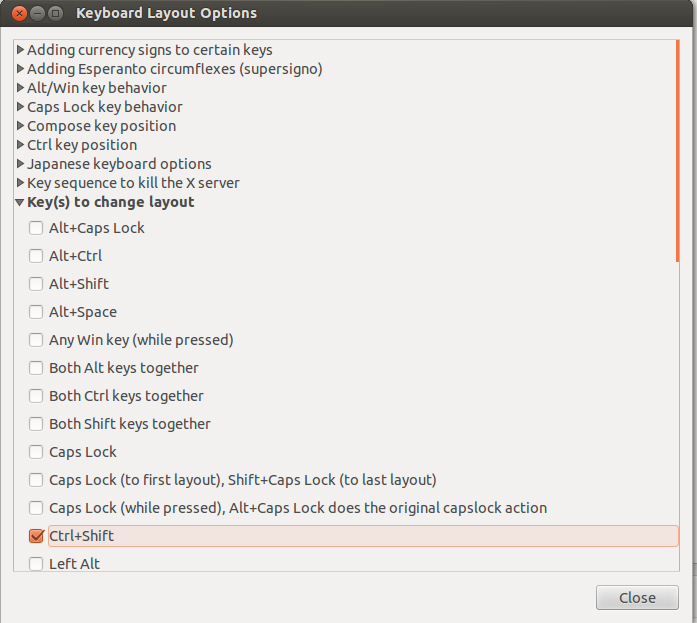 Keyboard Layout Options
Adding currency signs to certain keys
Adding Esperanto circumflexes (supersigno)
Alt/Win key behavior
Caps Lock key behavior
Compose key position
Ctrl key position
Japanese keyboard options
Key sequence to kill the X server
Key(s) to change layout
Alt+Caps Lock
Alt+Ctrl
Alt+Shift
Alt+Space
Any Win key (while pressed)
Both Alt keys together
Both Ctrl keys together
Both Shift keys together
Caps Lock
Caps Lock (to first layout), Shift+Caps Lock (to last layout)
Caps Lock (while pressed), Alt+Caps Lock does the original capslock action
Ctrl+Shift
Left Alt
Close